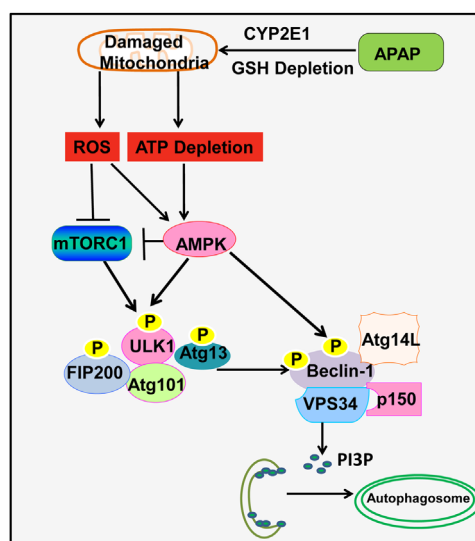 Damaged
Mitochondria
CYP2E1
GSH Depletion
APAP
ROS
ATP Depletion
mTORC1
AMPK
P
P
P
P
P
FIP200
ULK1
Atg13
Atg101
Atg14L
Beclin-1
VPS34
p150
PI3P
Autophagosome